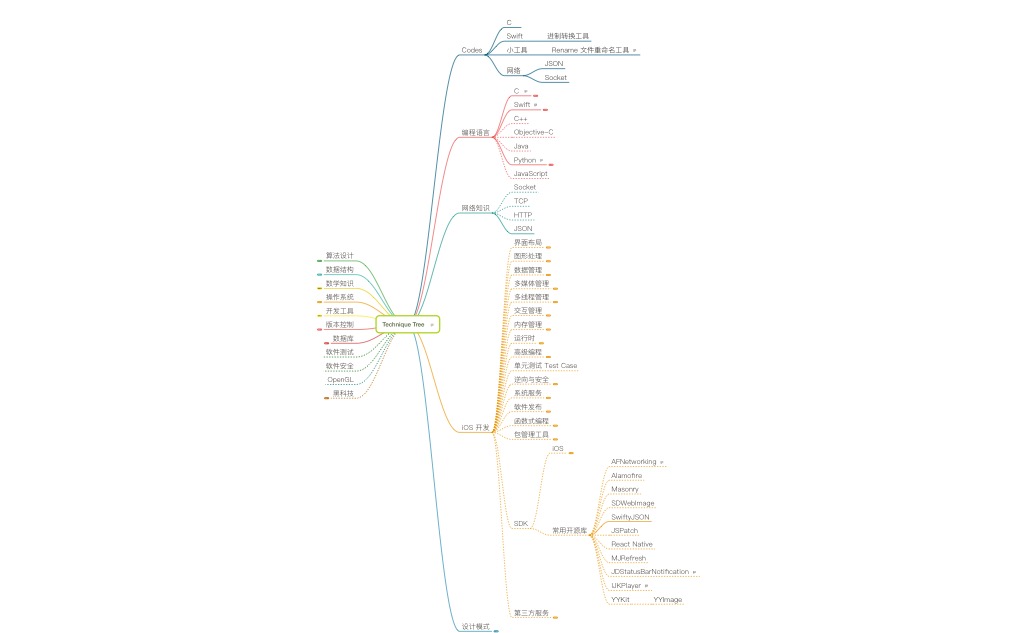 Technique Tree
Codes
C
Swift
进制转换工具
小工具
Rename 文件重命名工具
网络
JSON
Socket
编程语言
C
Swift
C++
Objective-C
Java
Python
JavaScript
网络知识
Socket
TCP
HTTP
JSON
iOS 开发
界面布局
图形处理
数据管理
多媒体管理
多线程管理
交互管理
内存管理
运行时
高级编程
单元测试 Test Case
逆向与安全
系统服务
软件发布
函数式编程
包管理工具
SDK
iOS
常用开源库
AFNetworking
Alamofire
Masonry
SDWebImage
SwiftyJSON
JSPatch
React Native
MJRefresh
JDStatusBarNotification
IJKPlayer
YYKit
YYImage
第三方服务
设计模式
算法设计
数据结构
数学知识
操作系统
开发工具
版本控制
数据库
软件测试
软件安全
OpenGL
黑科技